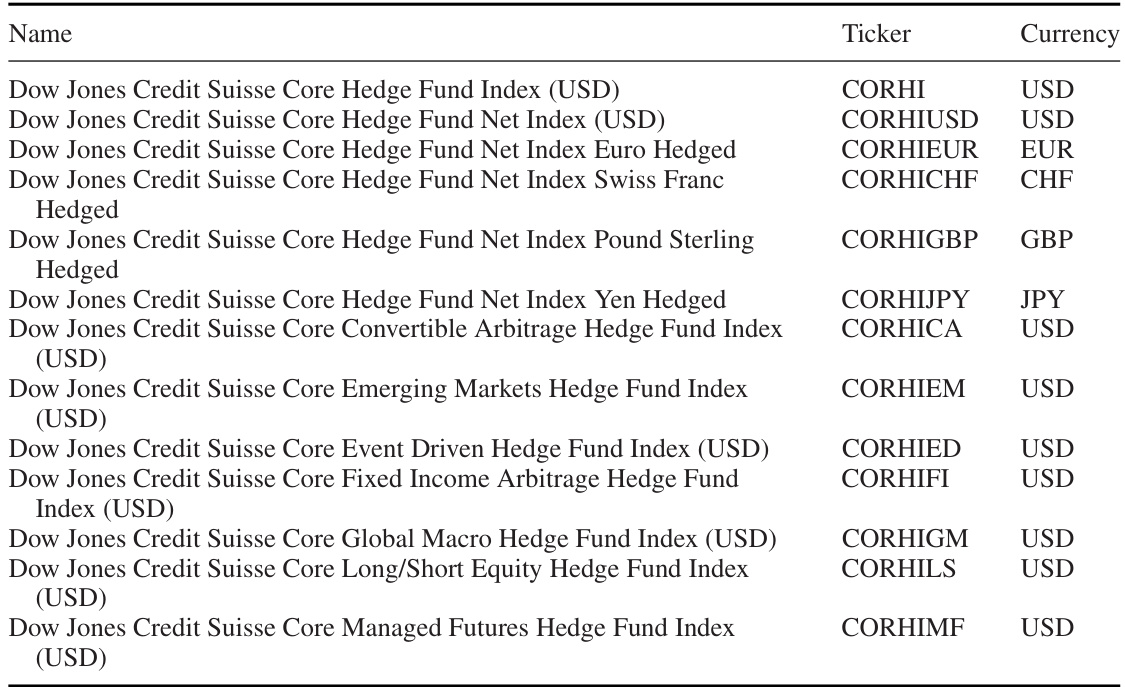 Name Ticker Currency
Dow Jones Credit Suisse Core Hedge Fund Index (USD) CORHI USD
Dow Jones Credit Suisse Core Hedge Fund Net Index (USD) CORHIUSD USD
Dow Jones Credit Suisse Core Hedge Fund Net Index Euro Hedged CORHIEUR EUR
Dow Jones Credit Suisse Core Hedge Fund Net Index Swiss Franc CORHICHF CHF
Hedged
Dow Jones Credit Suisse Core Hedge Fund Net Index Pound Sterling CORHIGBP GBP
Hedged
Dow Jones Credit Suisse Core Hedge Fund Net Index Yen Hedged CORHIJPY JPY
Dow Jones Credit Suisse Core Convertible Arbitrage Hedge Fund Index CORHICA USD
(USD)
Dow Jones Credit Suisse Core Emerging Markets Hedge Fund Index CORHIEM USD
(USD)
Dow Jones Credit Suisse Core Event Driven Hedge Fund Index (USD) CORHIED USD
Dow Jones Credit Suisse Core Fixed Income Arbitrage Hedge Fund CORHIFI USD
Index (USD)
Dow Jones Credit Suisse Core Global Macro Hedge Fund Index (USD) CORHIGM USD
Dow Jones Credit Suisse Core Long/Short Equity Hedge Fund Index CORHILS USD
(USD)
Dow Jones Credit Suisse Core Managed Futures Hedge Fund Index CORHIMF USD
(USD)